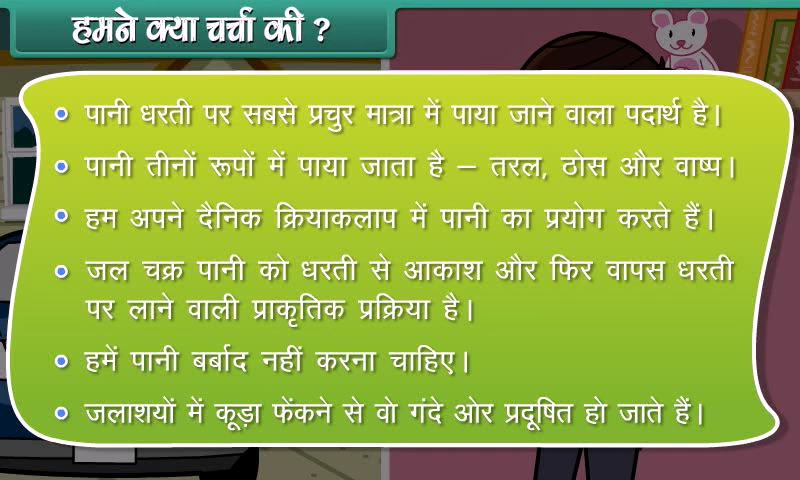 हमने क्या चर्चा की ?
• पानी धरती पर सबसे प्रचुर मात्रा में पाया जाने वाला पदार्थ है।
• पानी तीनों रूपों में पाया जाता है – तरल, ठोस और वाष्प।
• हम अपने दैनिक क्रियाकलाप में पानी का प्रयोग करते हैं।
• जल चक्र पानी को धरती से आकाश और फिर वापस धरती
पर लाने वाली प्राकृतिक प्रक्रिया है।
• हमें पानी बर्बाद नहीं करना चाहिए।
• जलाशयों में कूड़ा फेंकने से वो गंदे ओर प्रदूषित हो जाते हैं।